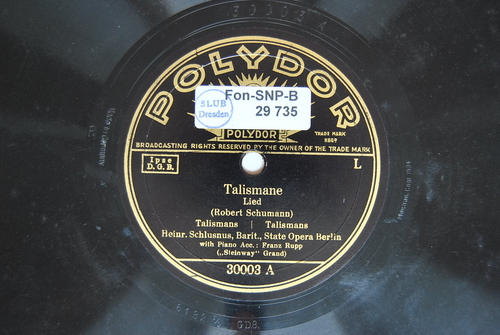 30003 A
POLYDOR
SLUB
Dresden
Fon-SNP-B
29 735
POLYDOR
TRADE MARK
BROADCASTING RIGHTS RESERVED BY THE OWNER OF THE TRADE MARK
Ipse
D.G.B.
L
Talismane
Lied
(Robert Schumann)
Talismans | Talismans
Heinr. Schlusnus, Barit., State Opera Berlin
with Piano Acc.: Franz Rupp
(„Steinway" Grand)
30003 A